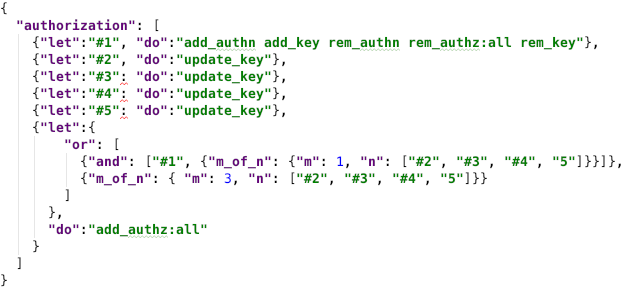 {
"authorization": [
{"let":"#1", "do":"add_authn add_key rem_authn rem_authz:all rem_key"},
{"let":"#2", "do":"update_key"},
{"let":"#3": "do":"update_key"},
{"let":"#4": "do":"update_key"},
{"let":"#5": "do":"update_key"},
{"let":{
"or": [
{"and": ["#1", {"m_of_n": {"m": 1, "n": ["#2", "#3", "#4", "5"]}}]},
{"m_of_n": { "m": 3, "n": ["#2", "#3", "#4", "5"]}}
]
},
"do":"add_authz:all"
}
]
}